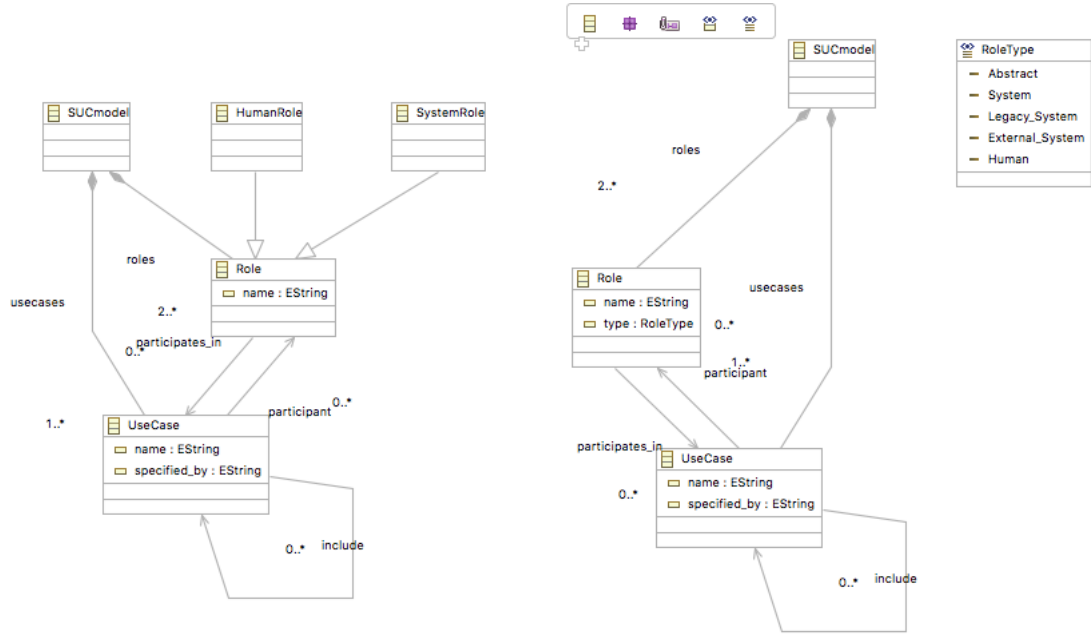 SUCmodel
HumanRole
SystemRole
roles
usecases
Role
name : EString
2..*
participates_in
0..*
participant
0..*
1..*
UseCase
name : EString
specified_by : EString
0..*
include
SUCmodel
RoleType
Abstract
System
Legacy_System
External_System
Human
roles
2..*
usecases
Role
name : EString
type : RoleType
0..*
1..*
participant
participates_in
0..*
UseCase
name : EString
specified_by : EString
0..*
include